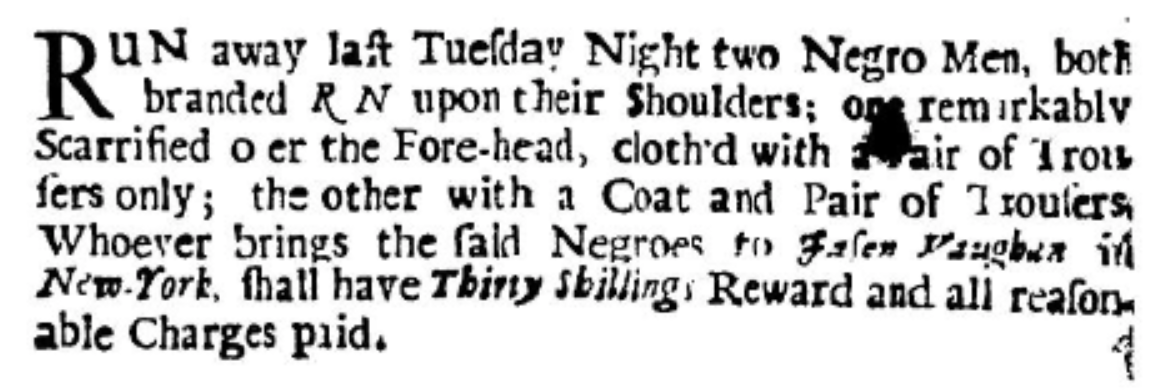 RUN away laſt Tueſday Night two Negro Men, both
branded R N upon their Shoulders; one remarkably
Scarrified o er the Fore-head, cloth'd with a Pair of Trou-
ſers only; the other with a Coat and Pair of Trouſers,
Whoever brings the ſaid Negroes to Jaſen Vaughan in
New-York, ſhall have Thirty Shillings Reward and all reaſon-
able Charges paid.